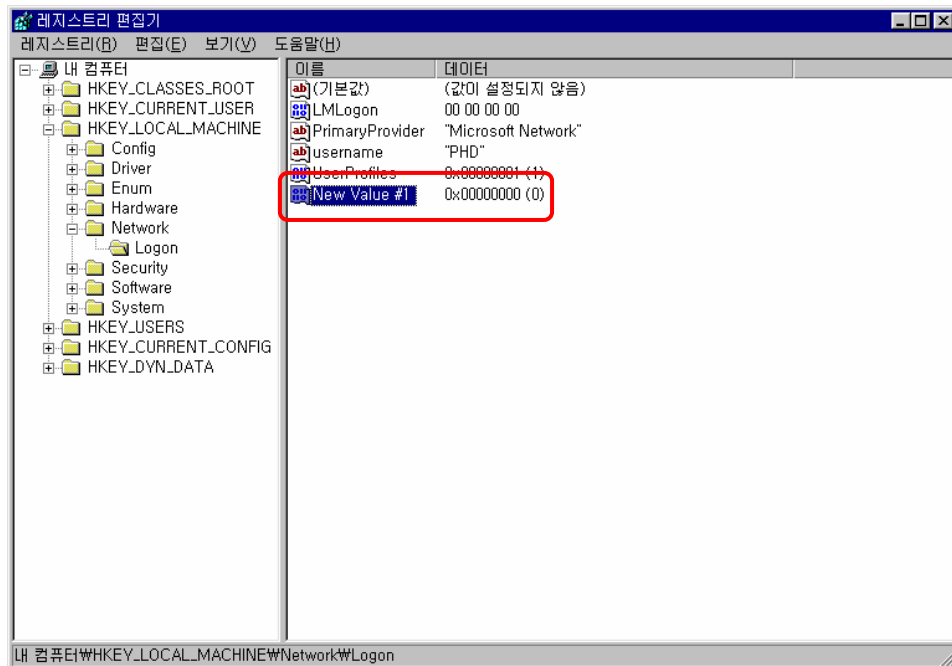 레지스트리 편집기
레지스트리(R) 편집(E) 보기(V) 도움말(H)
내 컴퓨터
HKEY_CLASSES_ROOT
HKEY_CURRENT_USER
HKEY_LOCAL_MACHINE
Config
Driver
Enum
Hardware
Network
Logon
Security
Software
System
HKEY_USERS
HKEY_CURRENT_CONFIG
HKEY_DYN_DATA
이름 데이터
(기본값) (값이 설정되지 않음)
LMLogon 00 00 00 00
PrimaryProvider "Microsoft Network"
username "PHD"
UserProfiles 0x00000001 (1)
New Value #1 0x00000000 (0)
내 컴퓨터₩HKEY_LOCAL_MACHINE₩Network₩Logon